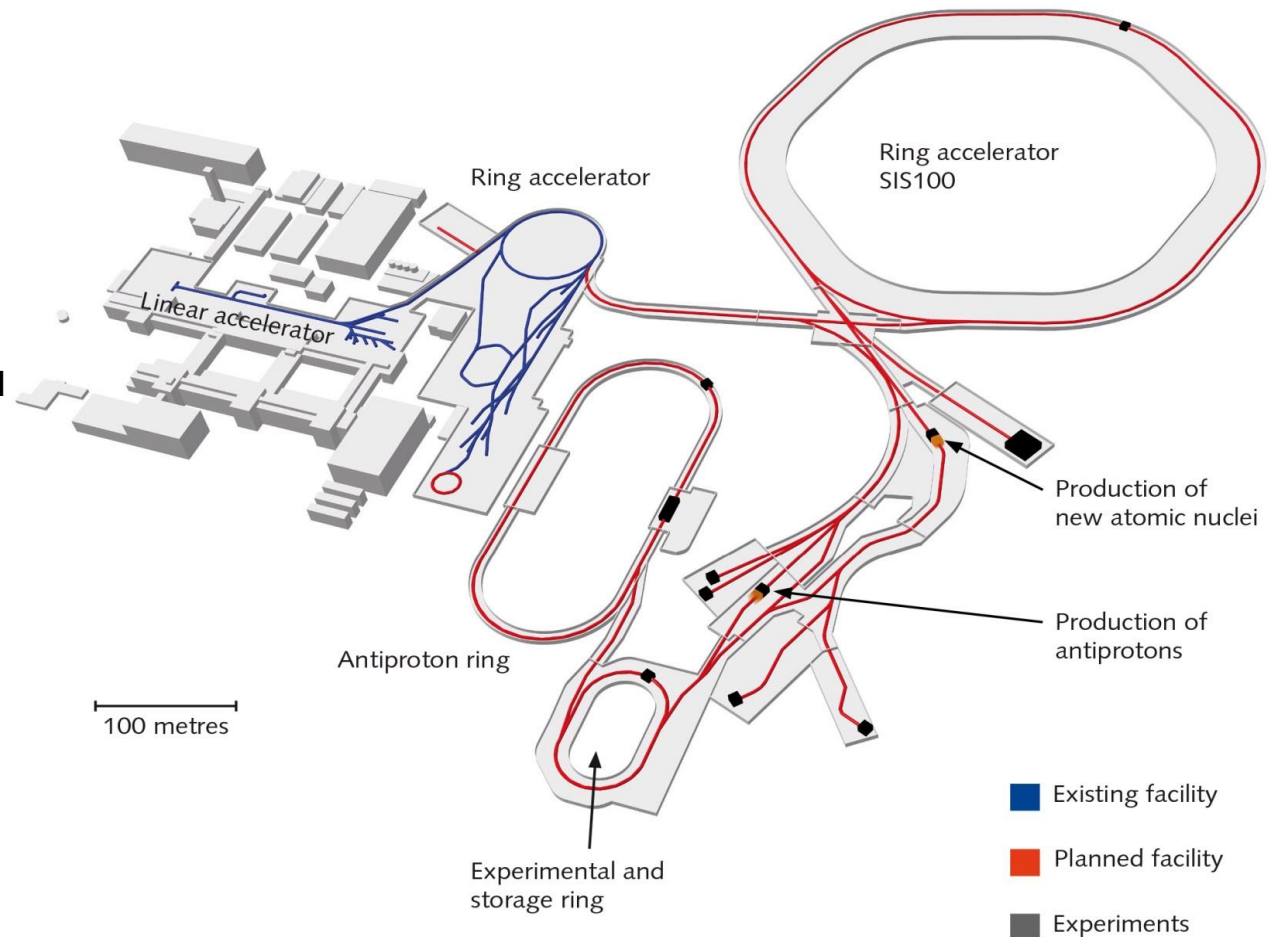 Ring accelerator
Ring accelerator
SIS100
Linear accelerator
Production of
new atomic nuclei
Production of
antiprotons
Antiproton ring
100 metres
Experimental and
storage ring
Existing facility
Planned facility
Experiments